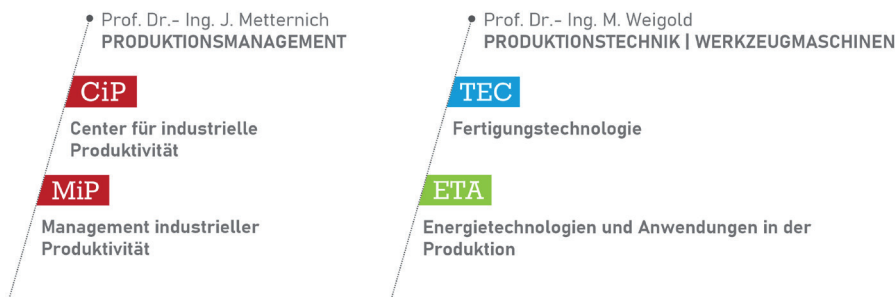 Prof. Dr.- Ing. J. Metternich
PRODUKTIONSMANAGEMENT
CiP
Center für industrielle
Produktivität
MiP
Management industrieller
Produktivität
Prof. Dr.- Ing. M. Weigold
PRODUKTIONSTECHNIK | WERKZEUGMASCHINEN
TEC
Fertigungstechnologie
ETA
Energietechnologien und Anwendungen in der
Produktion